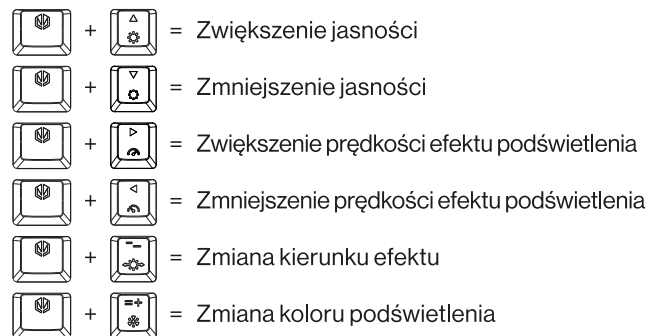 + = Zwiększenie jasności
+ = Zmniejszenie jasności
+ = Zwiększenie prędkości efektu podświetlenia
+ = Zmniejszenie prędkości efektu podświetlenia
+ -_ = Zmiana kierunku efektu
+ =+ = Zmiana koloru podświetlenia